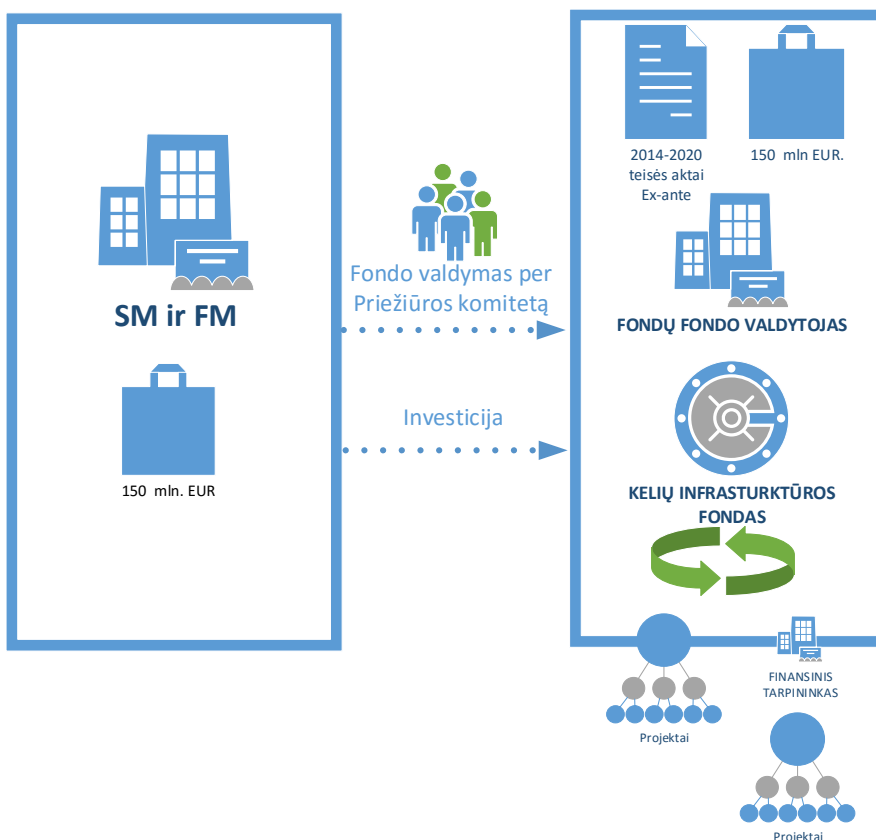 SM ir FM
150 mln. EUR
Fondo valdymas per
Priežiūros komitetą
Investicija
2014-2020
teisės aktai
Ex-ante
150 mln EUR.
FONDŲ FONDO VALDYTOJAS
KELIŲ INFRASTURKTŪROS
FONDAS
Projektai
FINANSINIS
TARPININKAS
Projektai